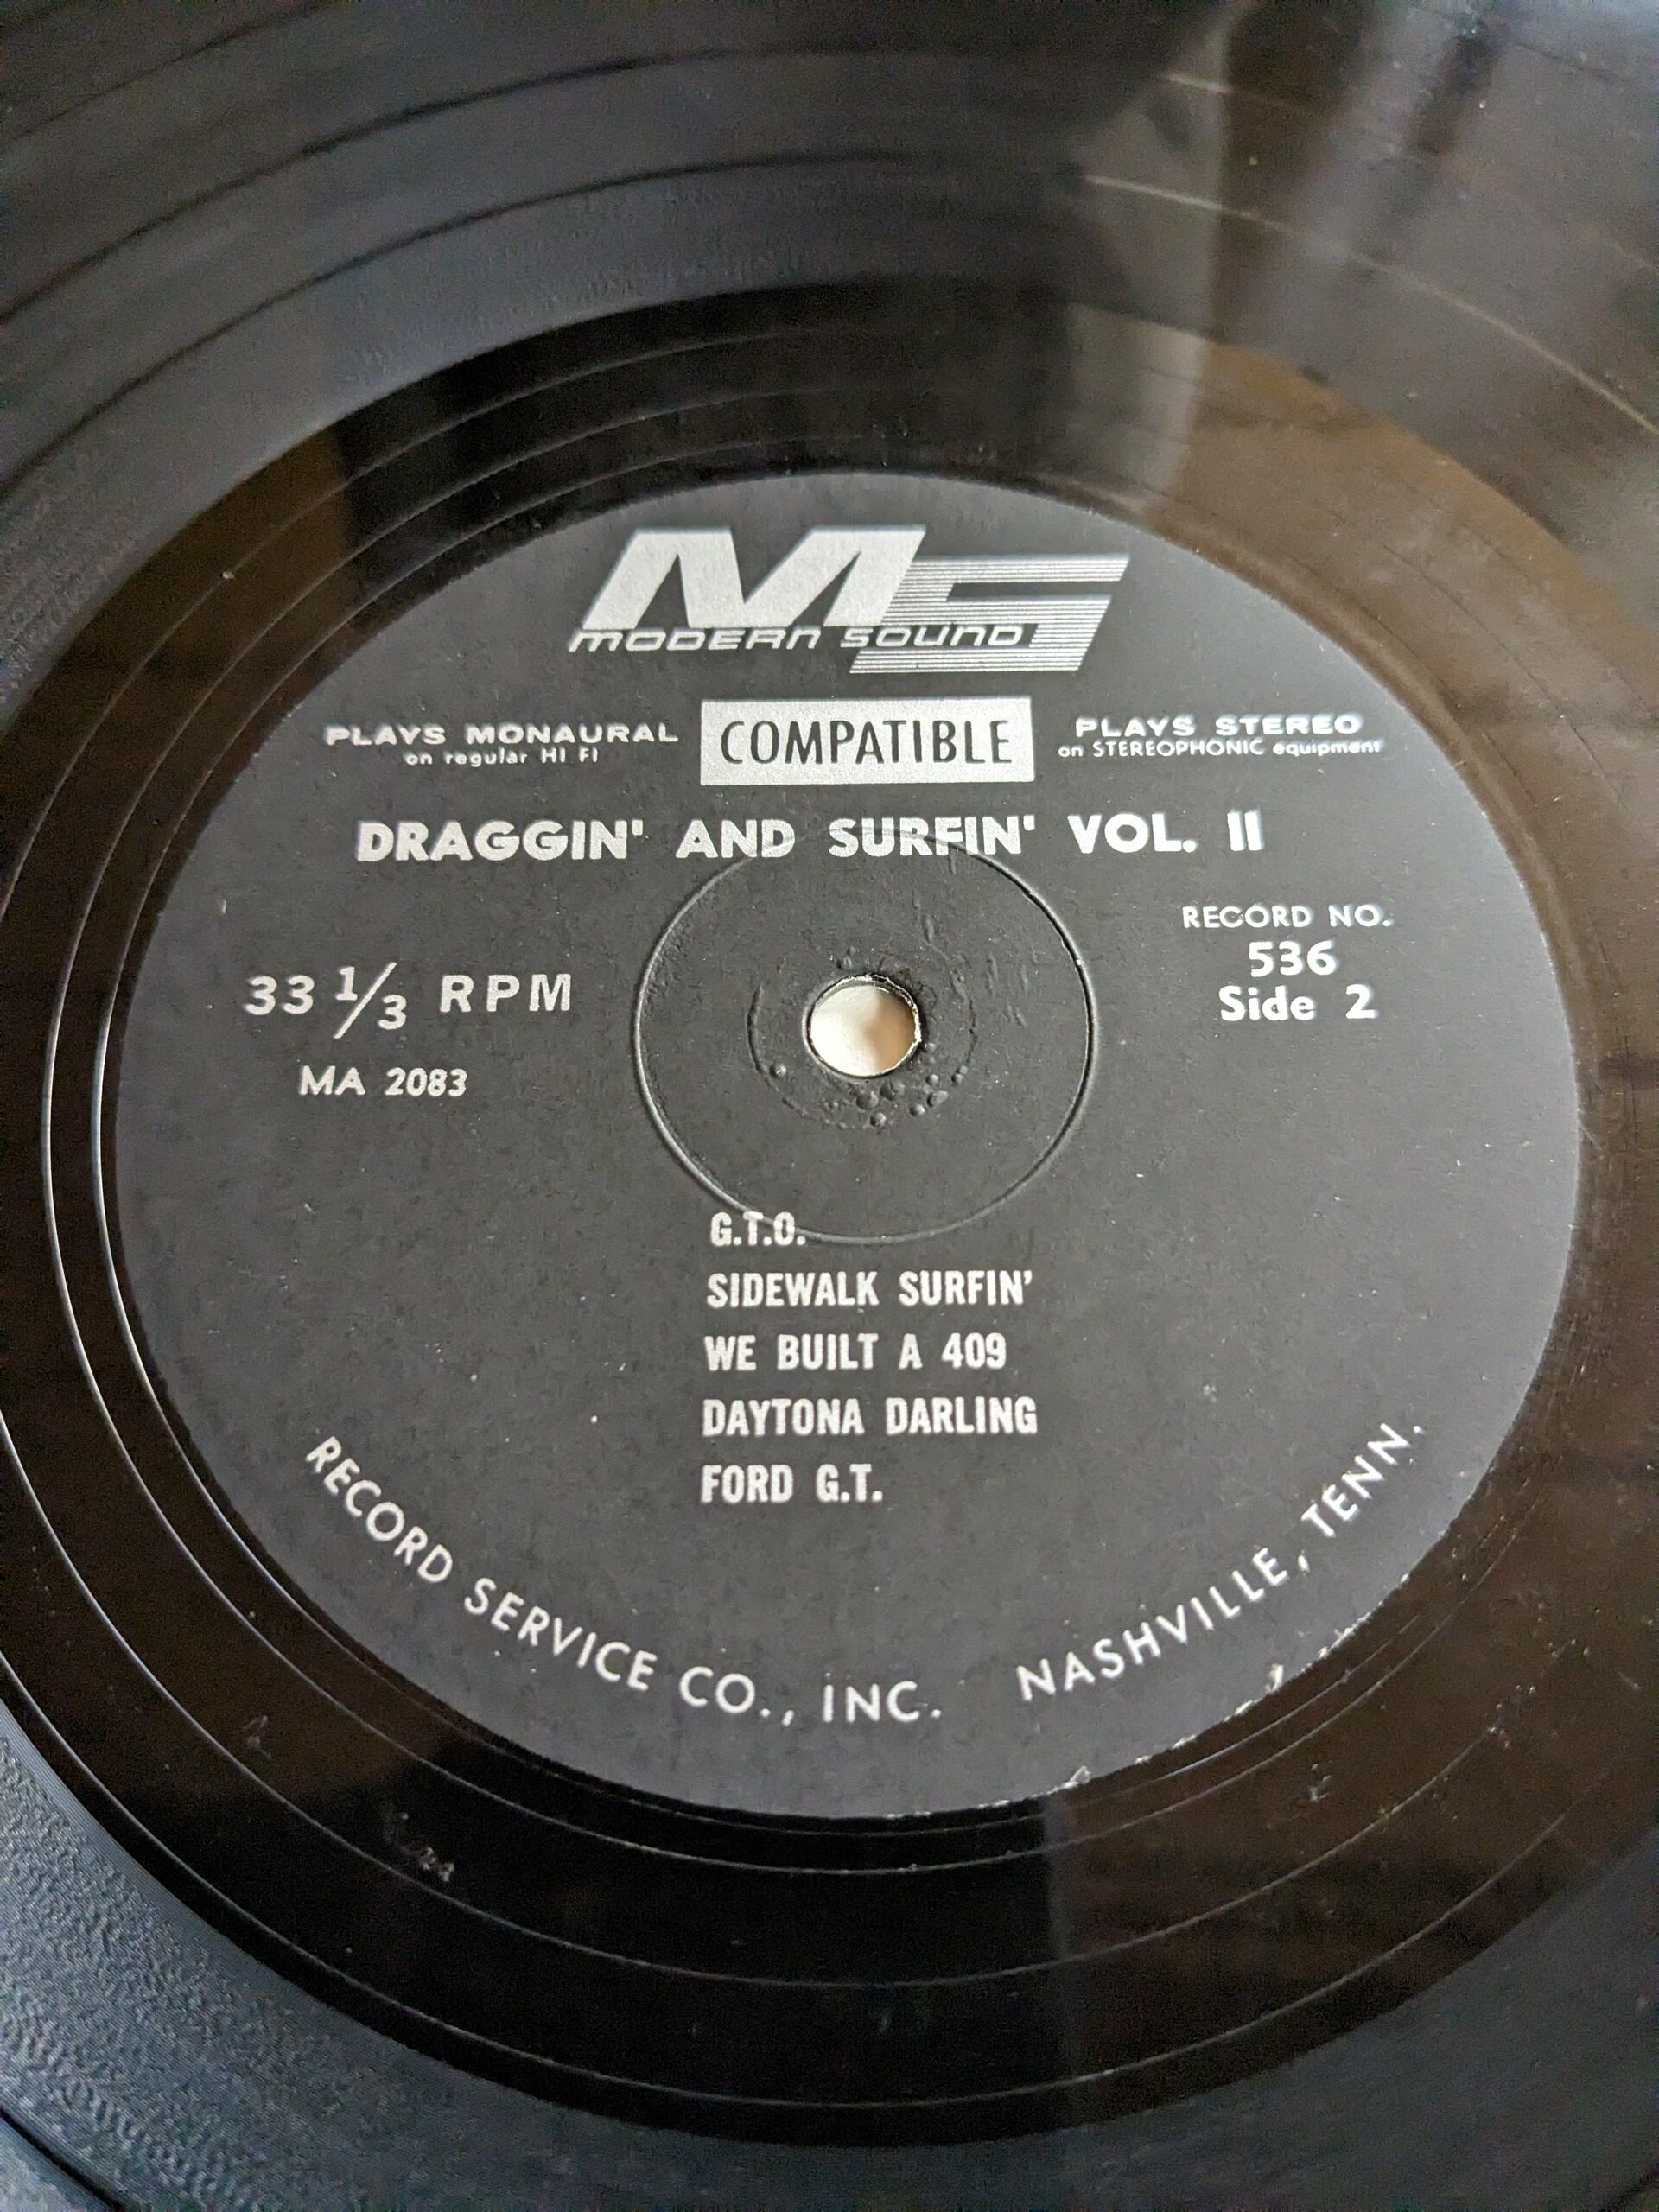 MS
MODERN SOUND
PLAYS MONAURAL
on regular HI FI
COMPATIBLE
PLAYS STEREO
on STEREOPHONIC equipment
DRAGGIN' AND SURFIN' VOL. II
RECORD NO.
536
Side 2
33 1/3 RPM
MA 2083
G.T.O.
SIDEWALK SURFIN'
WE BUILT A 409
DAYTONA DARLING
FORD G.T.
RECORD SERVICE CO., INC. NASHVILLE, TENN.